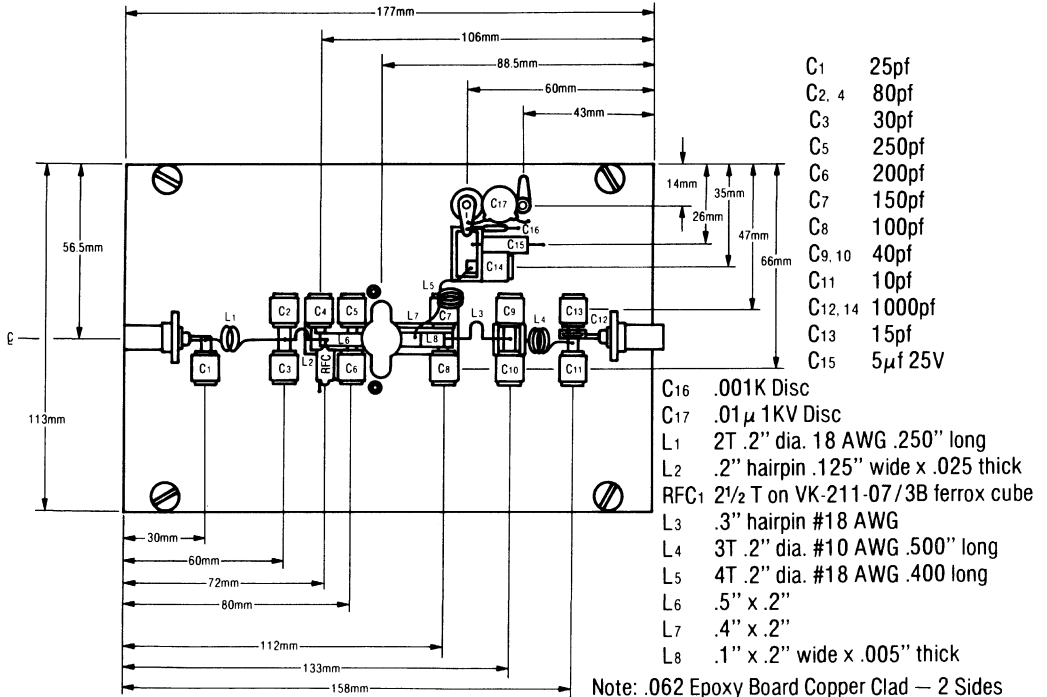 177mm
106mm
88.5mm
60mm
43mm
14mm
26mm
35mm
47mm
66mm
56.5mm
113mm
℄
L1
C1
C2
C3
L2
C4
RFC
C5
L6
C6
L7
L5
C7
L8
C8
L3
C17
C16
C15
C14
C9
C10
L4
C13
C12
C11
30mm
60mm
72mm
80mm
112mm
133mm
158mm
C1 25pf
C2, 4 80pf
C3 30pf
C5 250pf
C6 200pf
C7 150pf
C8 100pf
C9, 10 40pf
C11 10pf
C12, 14 1000pf
C13 15pf
C15 5µf 25V
C16 .001K Disc
C17 .01µ 1KV Disc
L1 2T .2” dia. 18 AWG .250” long
L2 .2” hairpin .125” wide x .025 thick
RFC1 2½ T on VK-211-07/3B ferrox cube
L3 .3” hairpin #18 AWG
L4 3T .2” dia. #10 AWG .500” long
L5 4T .2” dia. #18 AWG .400 long
L6 .5” x .2”
L7 .4” x .2”
L8 .1” x .2” wide x .005” thick
Note: .062 Epoxy Board Copper Clad — 2 Sides